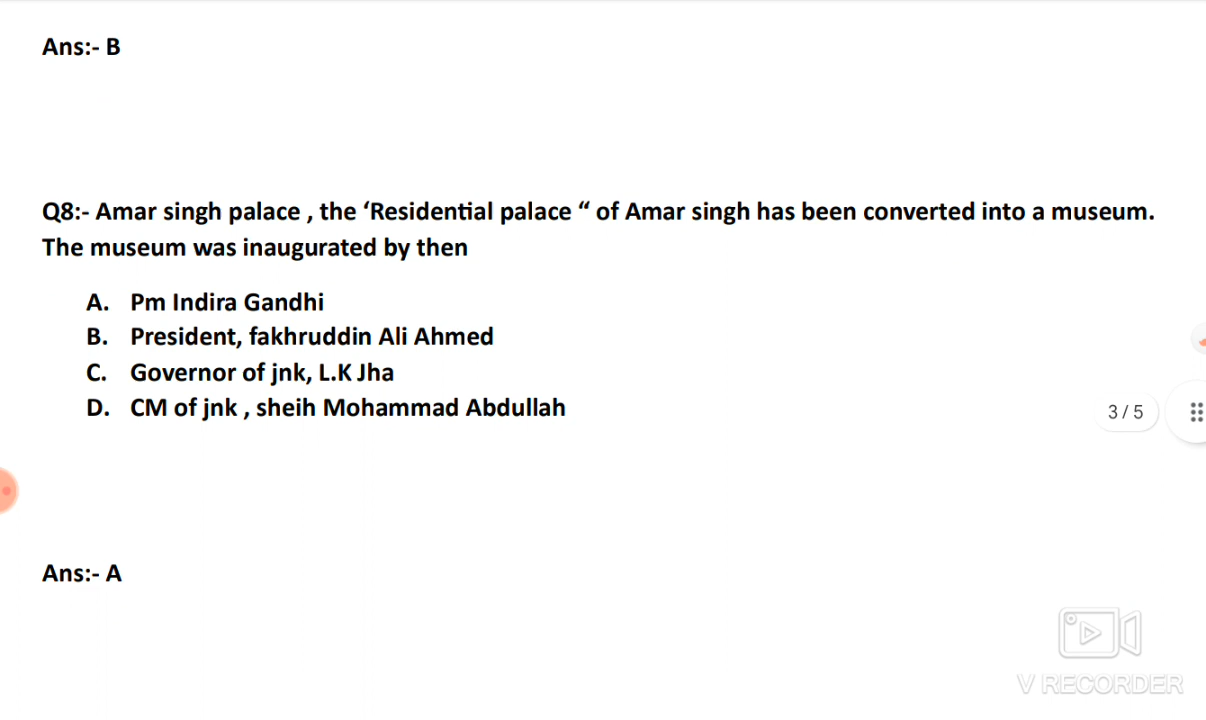 Ans:- B
Q8:- Amar singh palace , the ‘Residential palace “ of Amar singh has been converted into a museum.
The museum was inaugurated by then
A. Pm Indira Gandhi
B. President, fakhruddin Ali Ahmed
C. Governor of jnk, L.K Jha
D. CM of jnk , sheih Mohammad Abdullah
3 / 5
Ans:- A
V RECORDER